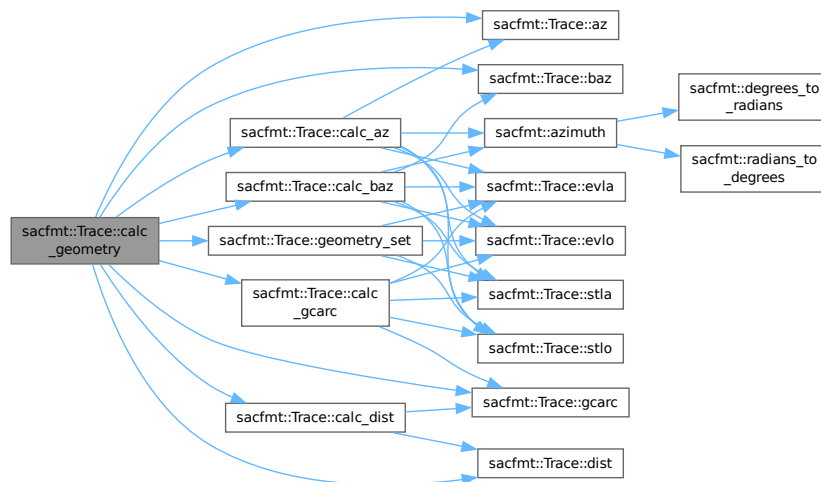 sacfmt::Trace::calc
_geometry
sacfmt::Trace::calc_az
sacfmt::Trace::calc_baz
sacfmt::Trace::geometry_set
sacfmt::Trace::calc
_gcarc
sacfmt::Trace::calc_dist
sacfmt::Trace::az
sacfmt::Trace::baz
sacfmt::azimuth
sacfmt::Trace::evla
sacfmt::Trace::evlo
sacfmt::Trace::stla
sacfmt::Trace::stlo
sacfmt::Trace::gcarc
sacfmt::Trace::dist
sacfmt::degrees_to
_radians
sacfmt::radians_to
_degrees